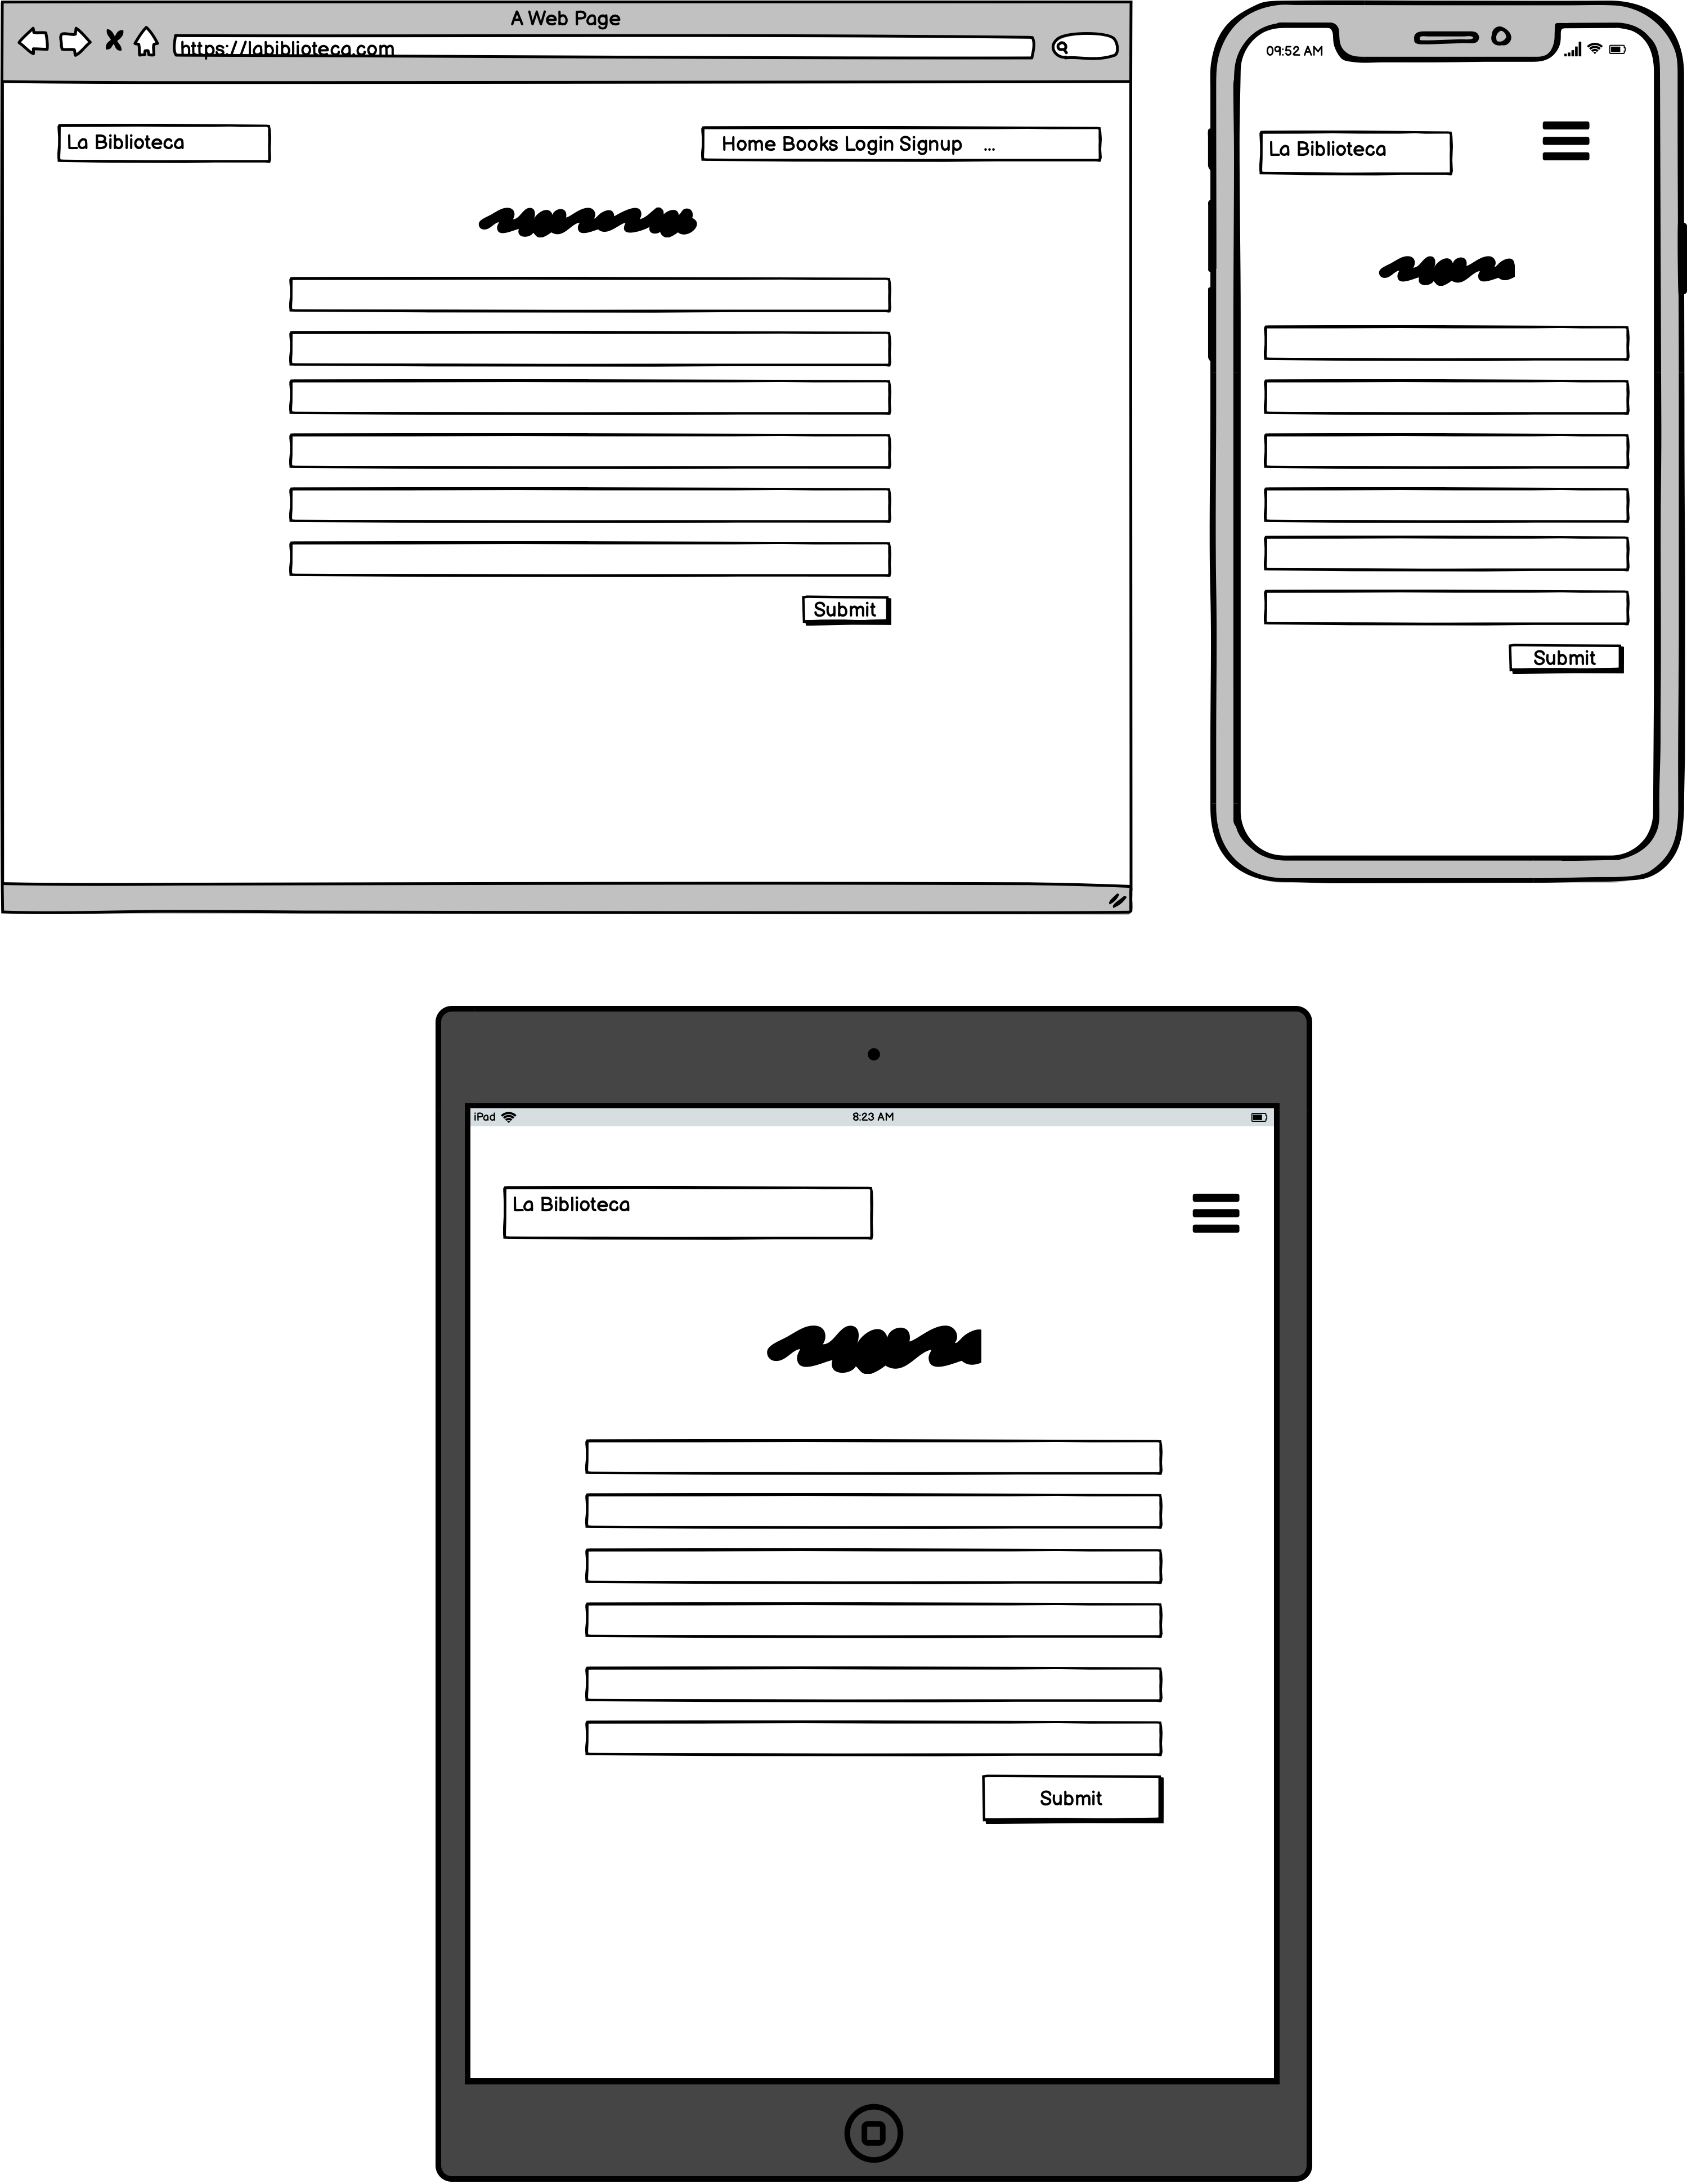 A Web Page
https://labiblioteca.com
La Biblioteca
Home Books Login Signup ...
Submit
09:52 AM
La Biblioteca
Submit
iPad
8:23 AM
La Biblioteca
Submit